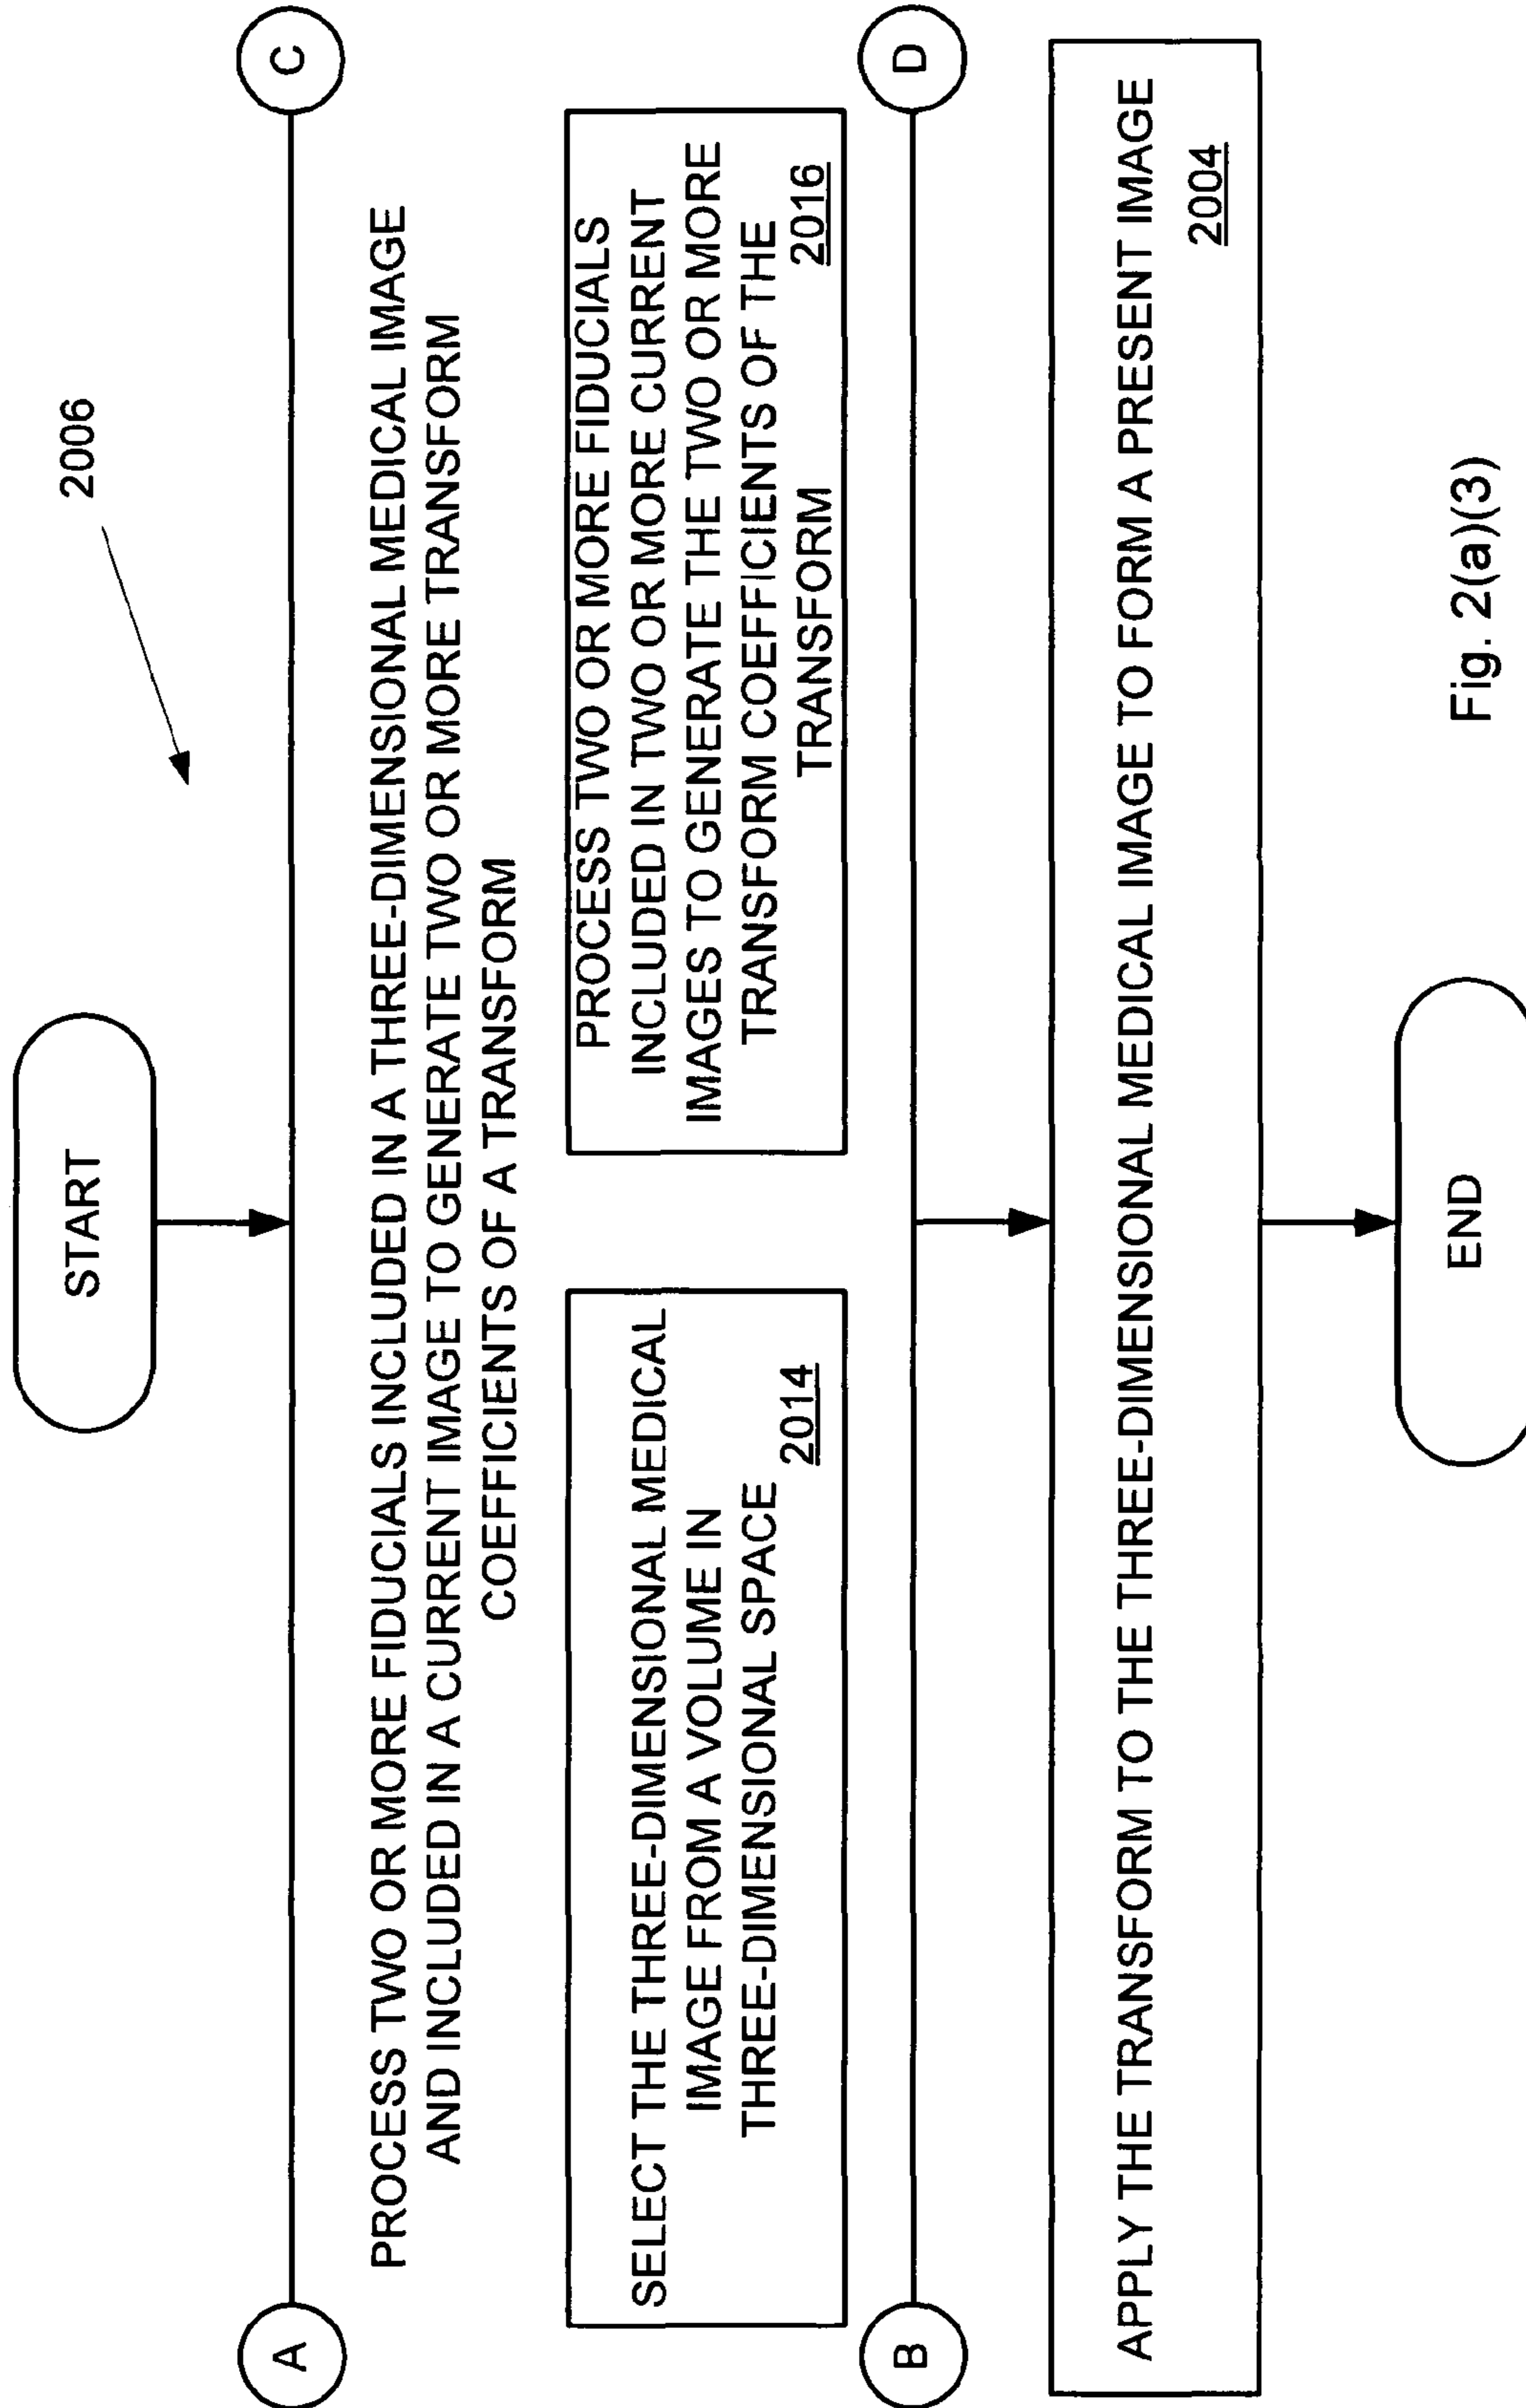 2006
START
A
C
PROCESS TWO OR MORE FIDUCIALS INCLUDED IN A THREE-DIMENSIONAL MEDICAL IMAGE
AND INCLUDED IN A CURRENT IMAGE TO GENERATE TWO OR MORE TRANSFORM
COEFFICIENTS OF A TRANSFORM
SELECT THE THREE-DIMENSIONAL MEDICAL
IMAGE FROM A VOLUME IN
THREE-DIMENSIONAL SPACE
2014
PROCESS TWO OR MORE FIDUCIALS
INCLUDED IN TWO OR MORE CURRENT
IMAGES TO GENERATE THE TWO OR MORE
TRANSFORM COEFFICIENTS OF THE
TRANSFORM
2016
B
D
APPLY THE TRANSFORM TO THE THREE-DIMENSIONAL MEDICAL IMAGE TO FORM A PRESENT IMAGE
2004
END
Fig. 2(a)(3)